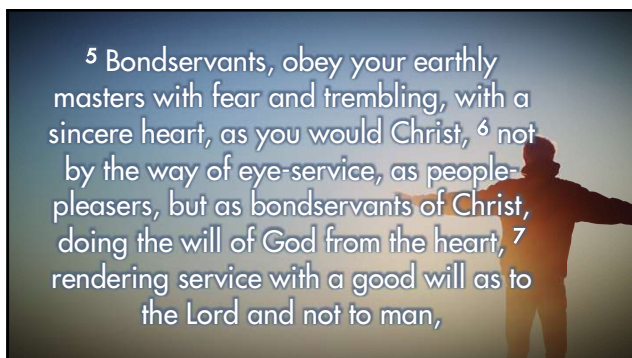 5 Bondservants, obey your earthly
masters with fear and trembling, with a
sincere heart, as you would Christ, 6 not
by the way of eye-service, as people-
pleasers, but as bondservants of Christ,
doing the will of God from the heart, 7
rendering service with a good will as to
the Lord and not to man,